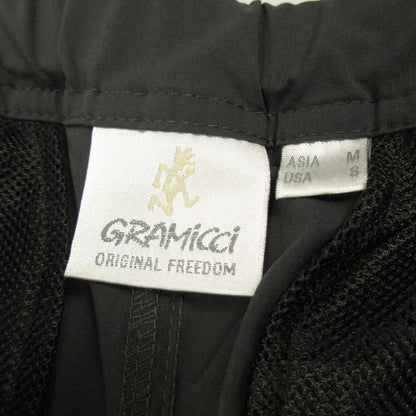 GRAMiCCi
ORIGINAL FREEDOM
ASIA M
USA S